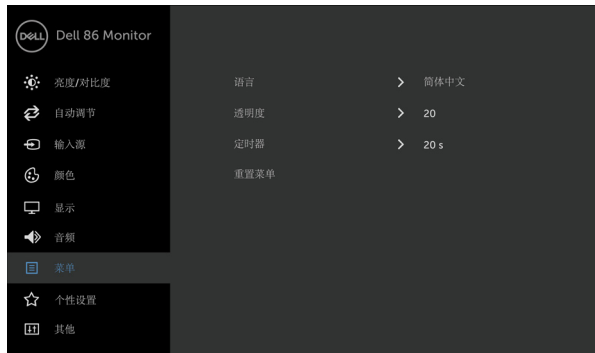 DELL Dell 86 Monitor
亮度/对比度
自动调节
输入源
颜色
显示
音频
菜单
个性设置
其他
语言 > 简体中文
透明度 > 20
定时器 > 20 s
重置菜单